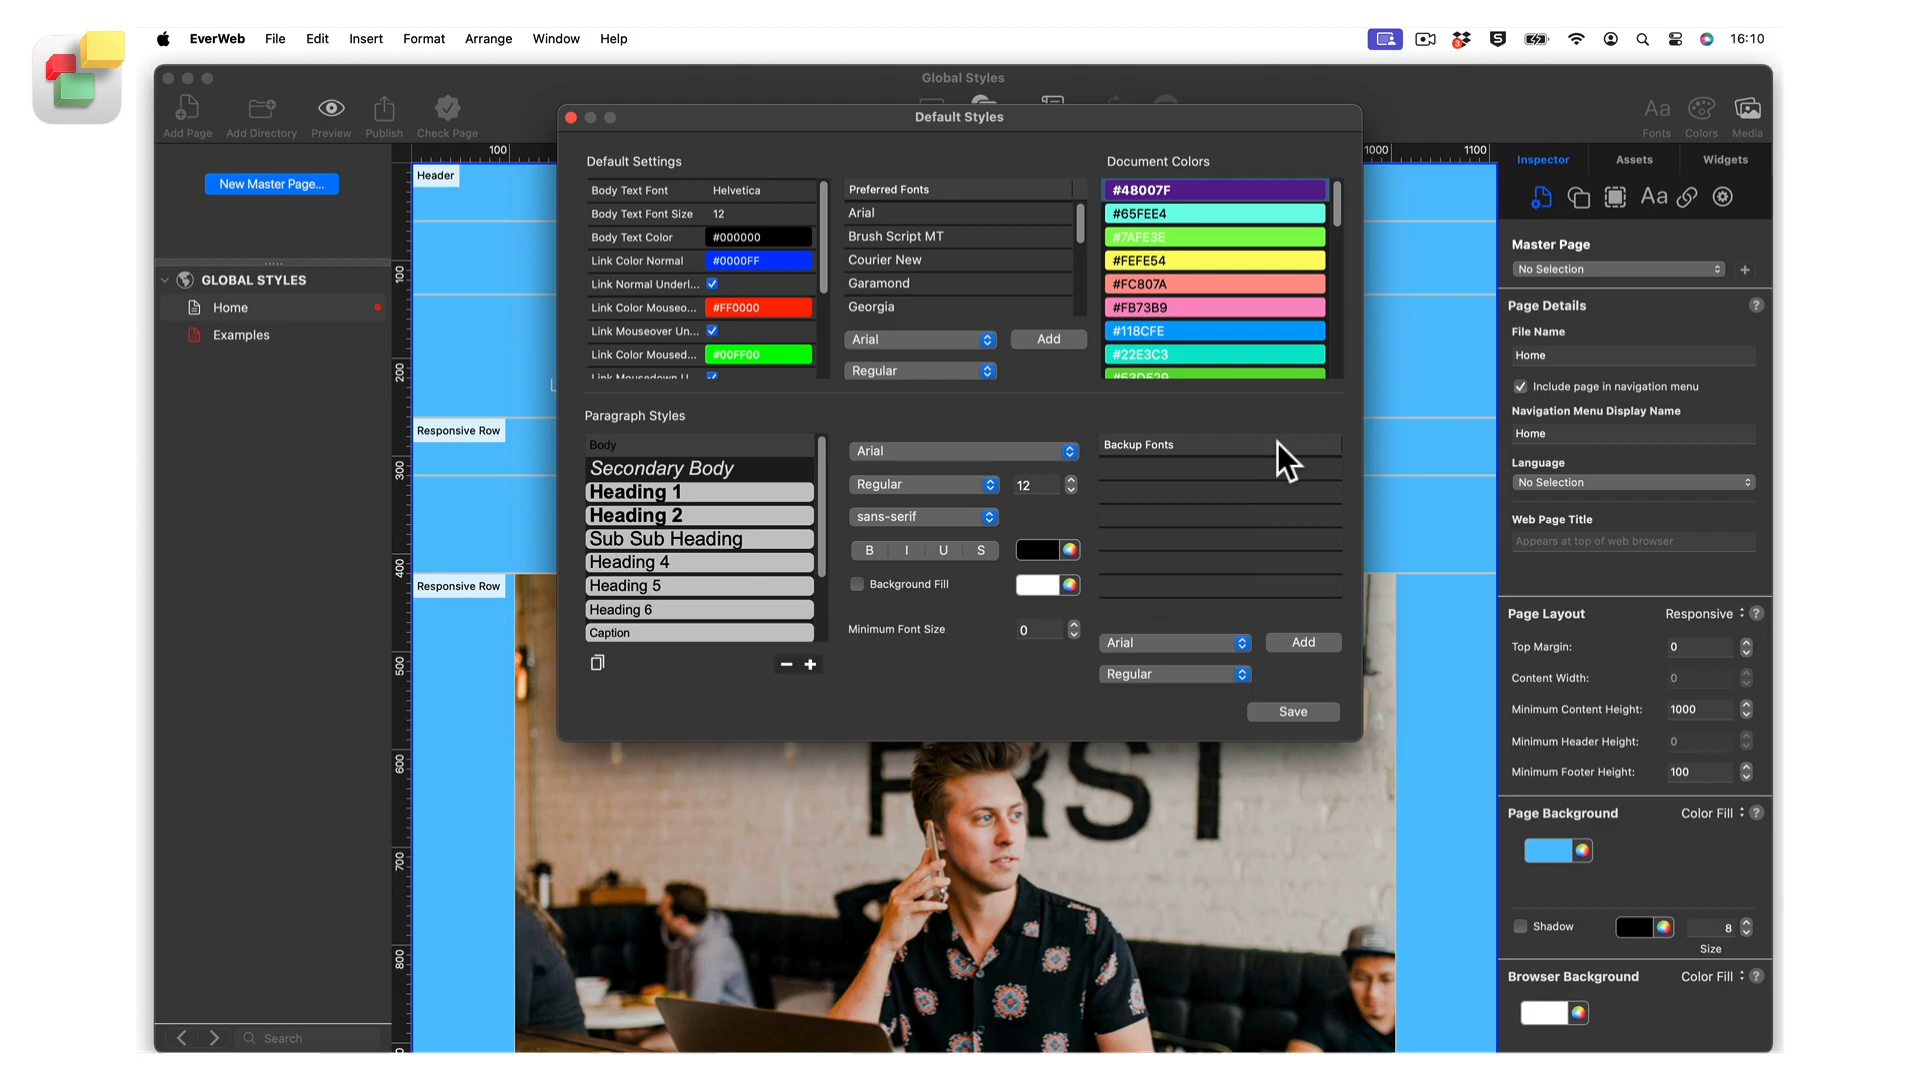 EverWeb File Edit Insert Format Arrange Window Help
16:10
Global Styles
Add Page Add Directory Preview Publish Check Page
Aa
Fonts Colors Media
Default Styles
Default Settings
Body Text Font Helvetica
Body Text Font Size 12
Body Text Color #000000
Link Color Normal #0000FF
Link Normal Underl...
Link Color Mouseo... #FF0000
Link Mouseover Un...
Link Color Moused... #00FF00
Link Mousedown U
Preferred Fonts
Arial
Brush Script MT
Courier New
Garamond
Georgia
Arial Add
Regular
Document Colors
#48007F
#65FEE4
#7AFE3E
#FEFE54
#FC807A
#FB73B9
#118CFE
#22E3C3
#53D529
Paragraph Styles
Body
Secondary Body
Heading 1
Heading 2
Sub Sub Heading
Heading 4
Heading 5
Heading 6
Caption
Arial
Regular 12
sans-serif
B I U S
Background Fill
Minimum Font Size 0
Backup Fonts
Arial Add
Regular
Save
New Master Page...
GLOBAL STYLES
Home
Examples
Search
100 1000 1100
100
200
300
400
500
600
700
800
Header
Responsive Row
Responsive Row
FIRST
Inspector Assets Widgets
Aa
Master Page
No Selection +
Page Details ?
File Name
Home
Include page in navigation menu
Navigation Menu Display Name
Home
Language
No Selection
Web Page Title
Appears at top of web browser
Page Layout Responsive ?
Top Margin: 0
Content Width: 0
Minimum Content Height: 1000
Minimum Header Height: 0
Minimum Footer Height: 100
Page Background Color Fill ?
Shadow 8
Size
Browser Background Color Fill ?